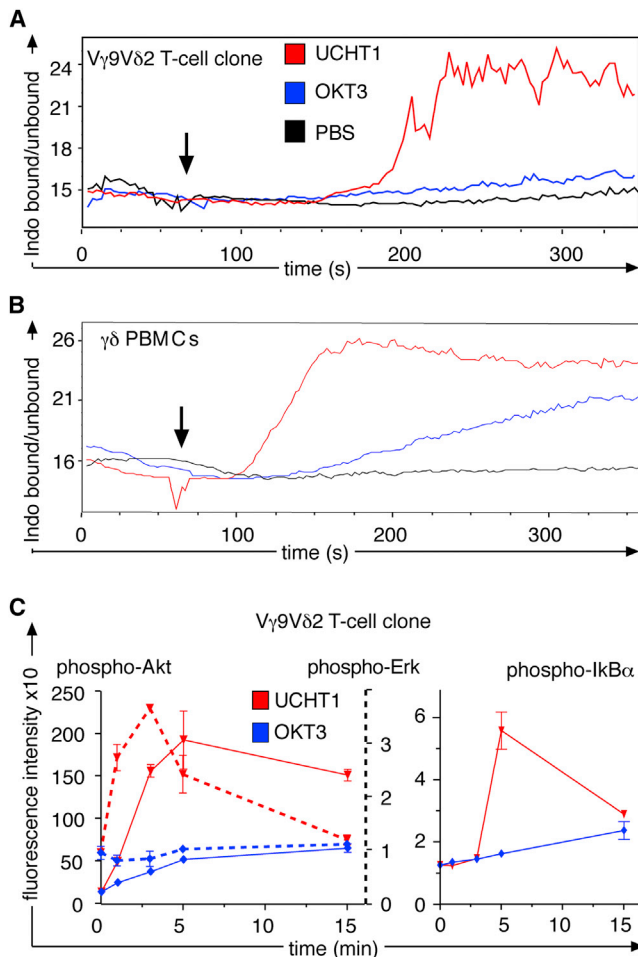 A
Indo bound/unbound
Vγ9Vδ2 T-cell clone
UCHT1
OKT3
PBS
24
21
18
15
0 100 200 300
time (s)
B
Indo bound/unbound
γδ PBMCs
26
21
16
0 100 200 300
time (s)
C
Vγ9Vδ2 T-cell clone
fluorescence intensity x10
phospho-Akt phospho-Erk phospho-IkBα
UCHT1
OKT3
250
200
150
100
50
0
3
2
1
0
6
4
2
0
0 5 10 15 0 5 10 15
time (min)